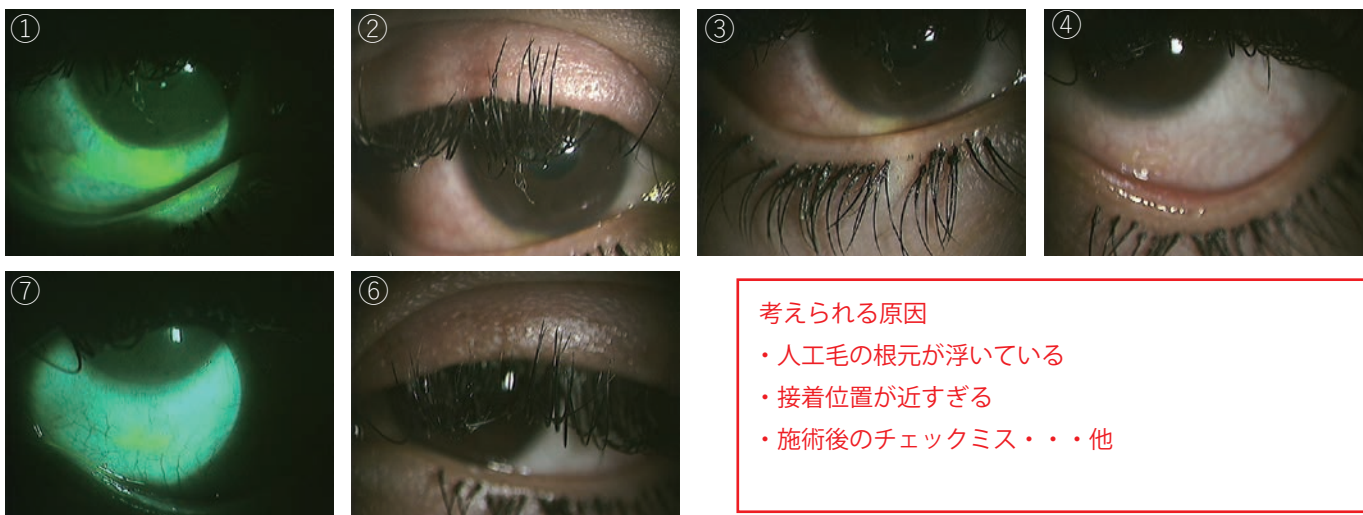 ①
②
③
④
⑦
⑥
考えられる原因
・人工毛の根元が浮いている
・接着位置が近すぎる
・施術後のチェックミス・・・他